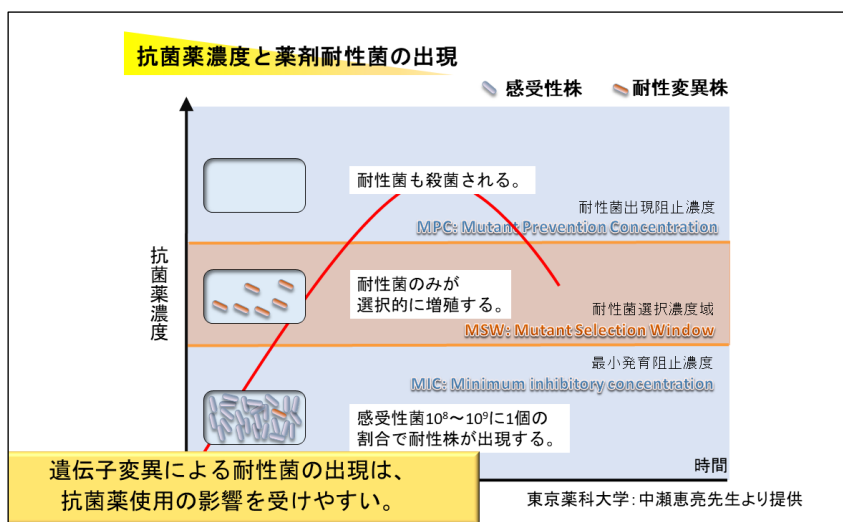 抗菌薬濃度と薬剤耐性菌の出現
感受性株 耐性変異株
抗菌薬濃度
耐性菌も殺菌される。
耐性菌出現阻止濃度
MPC: Mutant Prevention Concentration
耐性菌のみが
選択的に増殖する。
耐性菌選択濃度域
MSW: Mutant Selection Window
最小発育阻止濃度
MIC: Minimum inhibitory concentration
感受性菌10⁸～10⁹に1個の
割合で耐性株が出現する。
時間
遺伝子変異による耐性菌の出現は、
抗菌薬使用の影響を受けやすい。
東京薬科大学：中瀬恵亮先生より提供